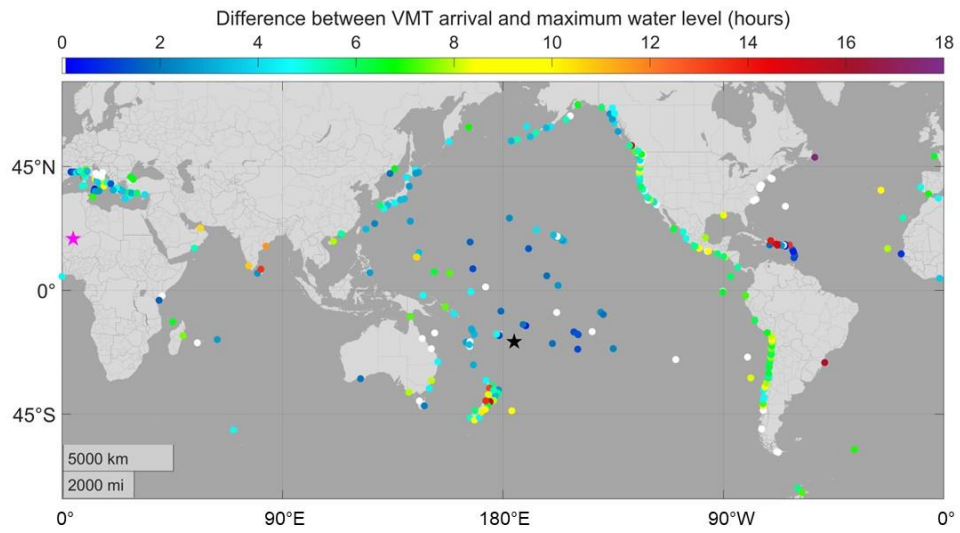 Difference between VMT arrival and maximum water level (hours)
0 2 4 6 8 10 12 14 16 18
45°N
0°
45°S
5000 km
2000 mi
0° 90°E 180°E 90°W 0°